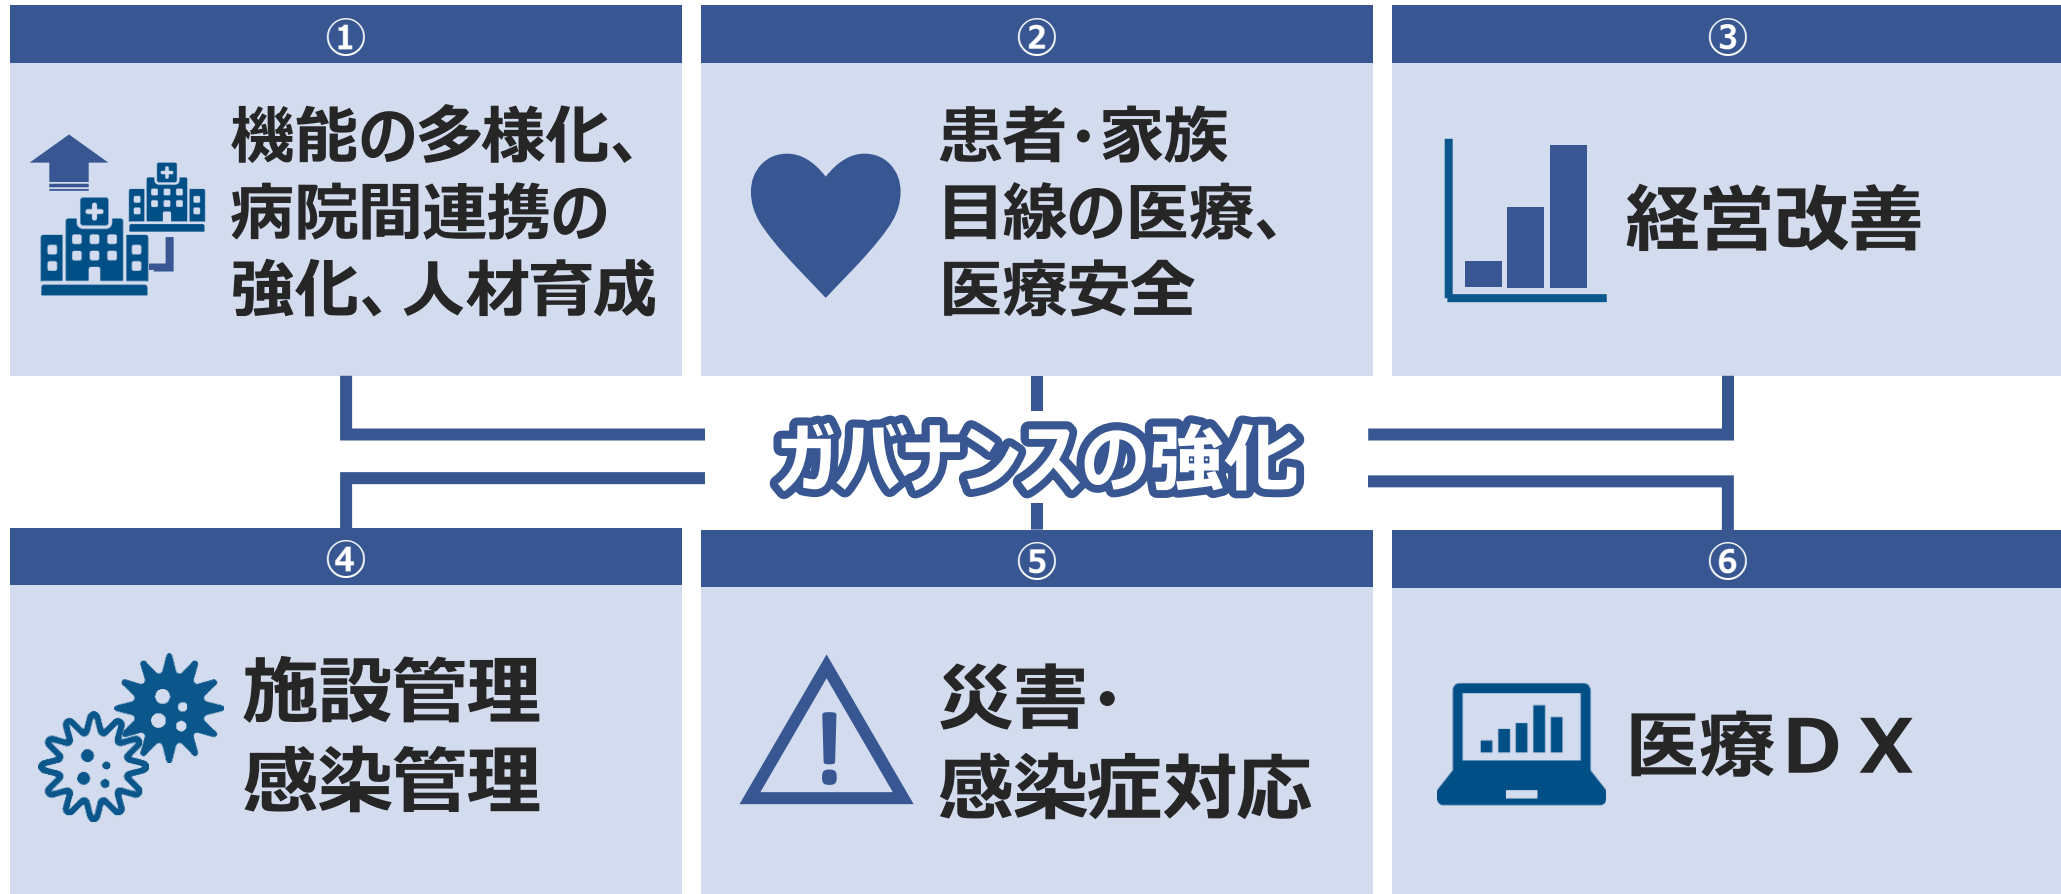 ①
機能の多様化、
病院間連携の
強化、人材育成
②
患者・家族
目線の医療、
医療安全
③
経営改善
ガバナンスの強化
④
施設管理
感染管理
⑤
災害・
感染症対応
⑥
医療ＤＸ